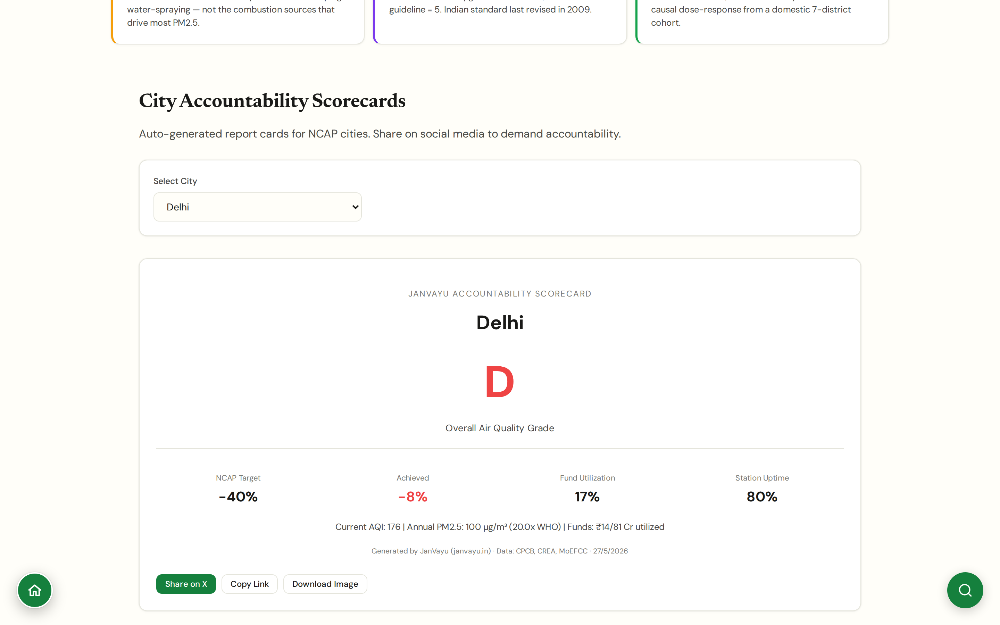 water-spraying — not the combustion sources that
drive most PM2.5.
guideline = 5. Indian standard last revised in 2009.
causal dose-response from a domestic 7-district
cohort.
City Accountability Scorecards
Auto-generated report cards for NCAP cities. Share on social media to demand accountability.
Select City
Delhi
JANVAYU ACCOUNTABILITY SCORECARD
Delhi
D
Overall Air Quality Grade
NCAP Target
-40%
Achieved
-8%
Fund Utilization
17%
Station Uptime
80%
Current AQI: 176 | Annual PM2.5: 100 µg/m³ (20.0x WHO) | Funds: ₹14/81 Cr utilized
Generated by JanVayu (janvayu.in) · Data: CPCB, CREA, MoEFCC · 27/5/2026
Share on X
Copy Link
Download Image